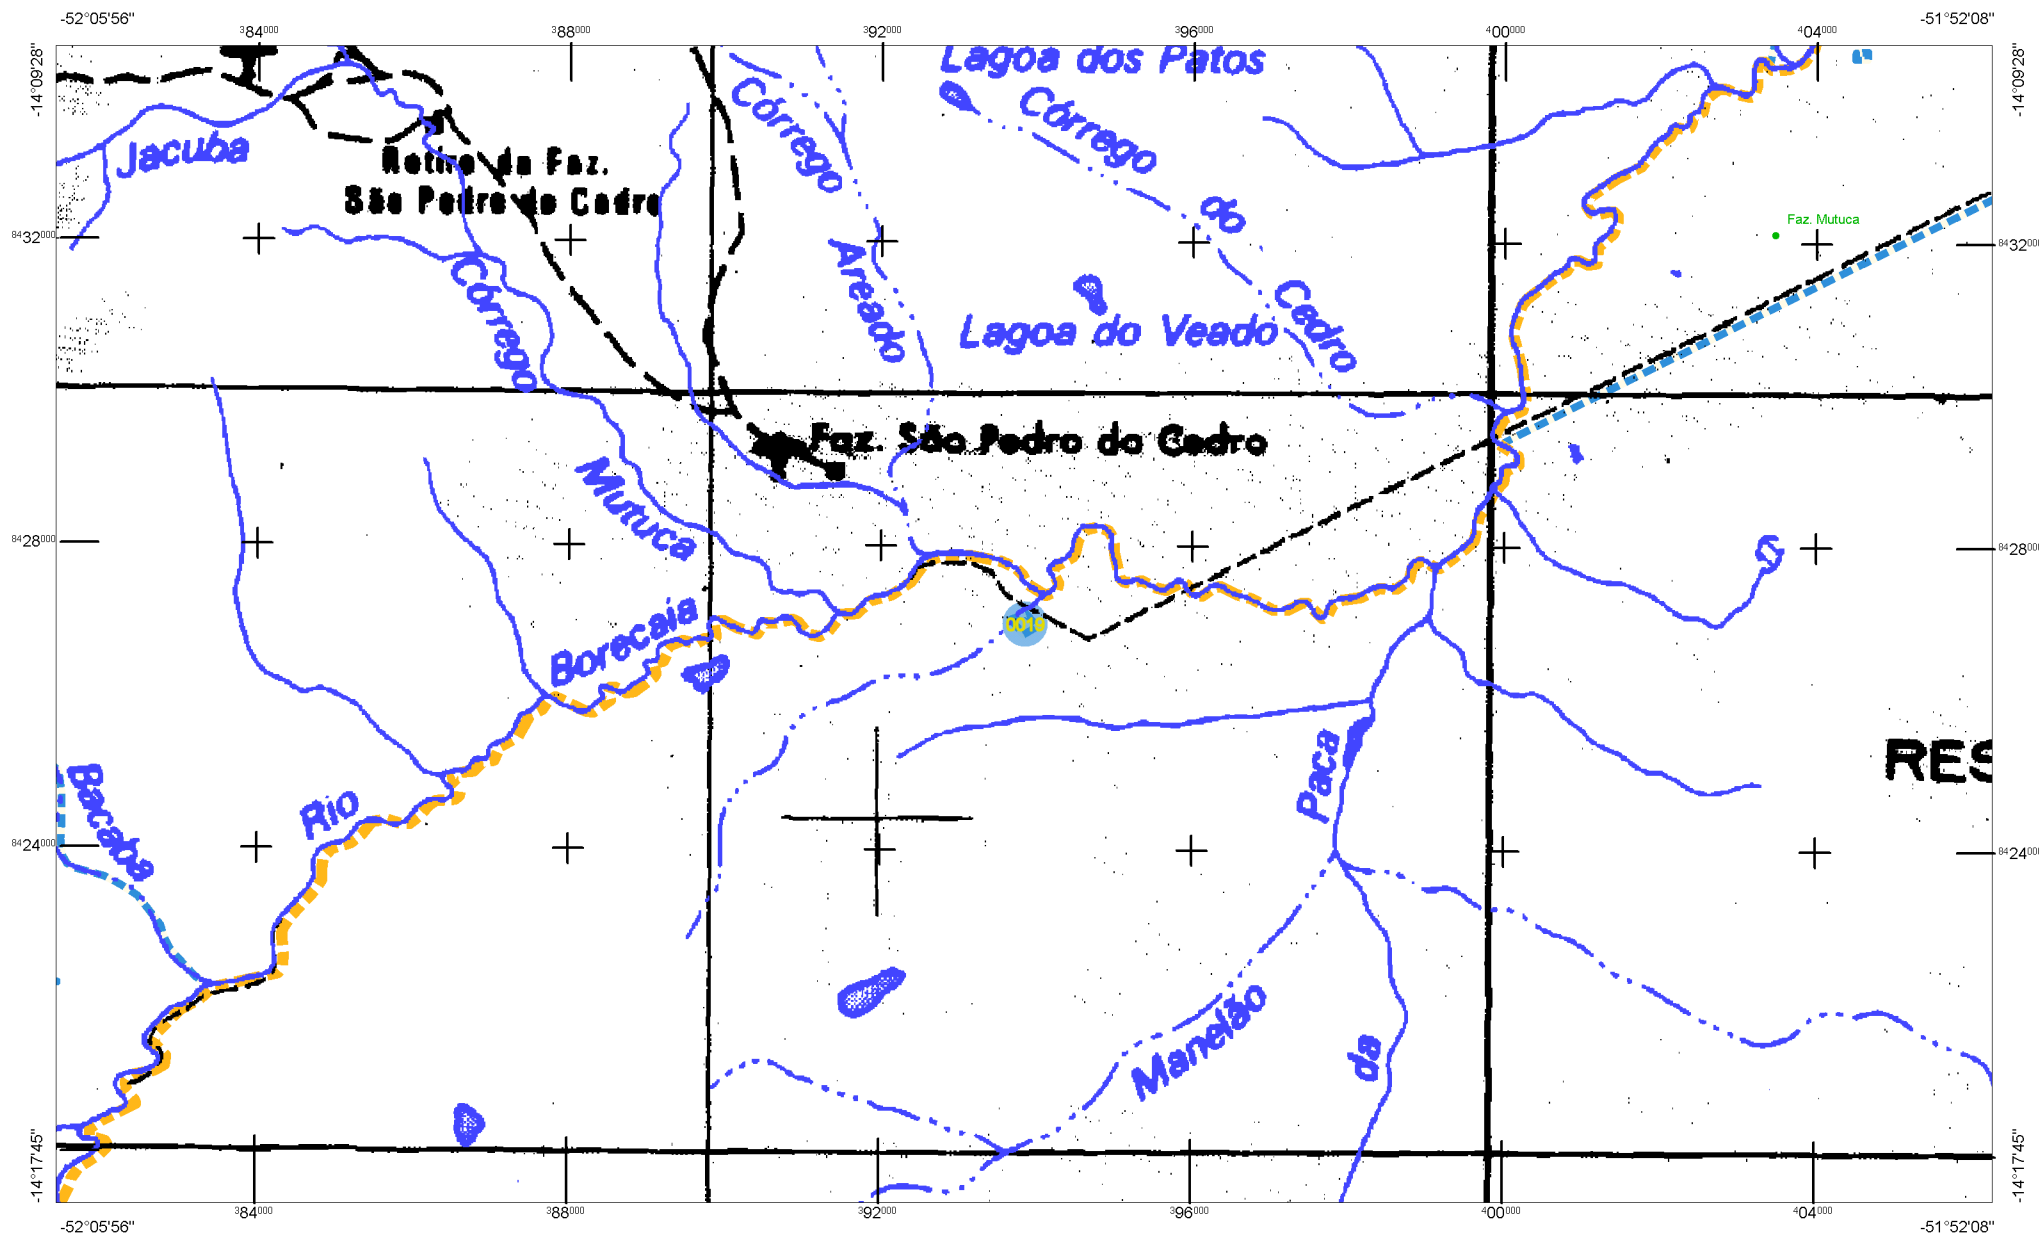 -52°05'56"
-51°52'08"
384000
388000
392000
396000
400000
404000
-14°09'28"
-14°09'28"
Lagoa dos Patos
Córrego
Córrego
Jacuba
Retiro da Faz.
São Pedro do Cedro
do
Faz. Mutuca
8432000
8432000
Córrego
Areado
Cedro
Lagoa do Veado
Faz. São Pedro do Cedro
Mutuca
8428000
8428000
Borecaia
0019
Paca
RES
Bacaba
Rio
8424000
8424000
Manelão
da
-14°17'45"
-14°17'45"
384000
388000
392000
396000
400000
404000
-52°05'56"
-51°52'08"